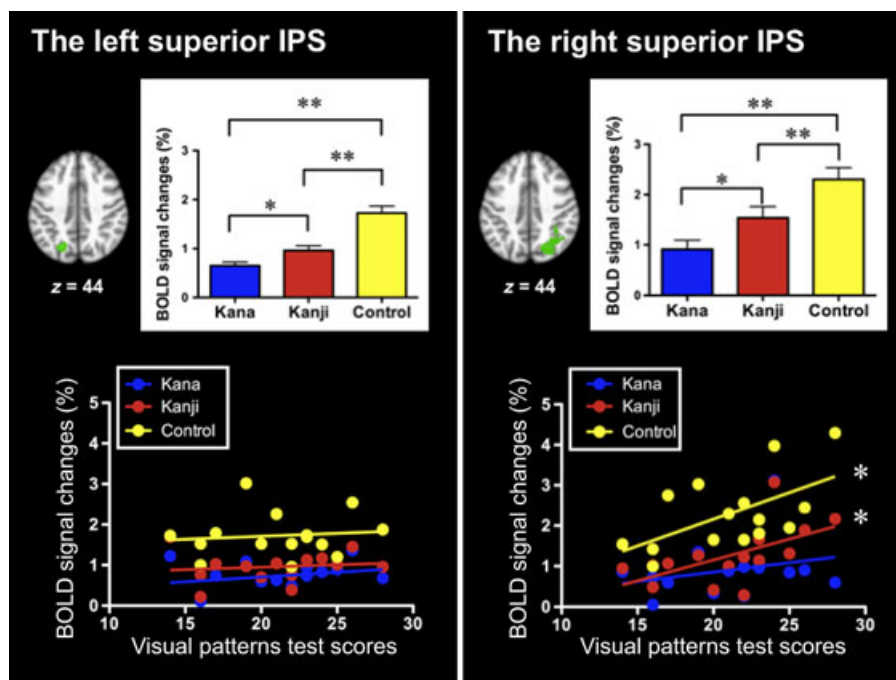 The left superior IPS
BOLD signal changes (%)
3
2
1
0
**
**
*
Kana Kanji Control
z = 44
Kana
Kanji
Control
BOLD signal changes (%)
5
4
3
2
1
0
10 15 20 25 30
Visual patterns test scores
The right superior IPS
BOLD signal changes (%)
3
2
1
0
**
**
*
Kana Kanji Control
z = 44
Kana
Kanji
Control
BOLD signal changes (%)
5
4
3
2
1
0
*
*
10 15 20 25 30
Visual patterns test scores